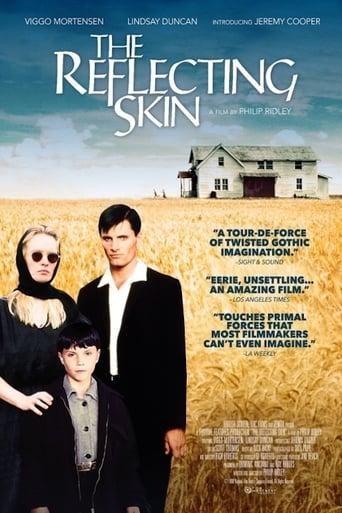 VIGGO MORTENSEN LINDSAY DUNCAN INTRODUCING JEREMY COOPER
THE
REFLECTING
SKIN
A FILM BY PHILIP RIDLEY
“A TOUR-DE-FORCE
OF TWISTED GOTHIC
IMAGINATION.”
-SIGHT & SOUND
“EERIE, UNSETTLING...
AN AMAZING FILM.”
-LOS ANGELES TIMES
“TOUCHES PRIMAL
FORCES THAT
MOST FILMMAKERS
CAN’T EVEN IMAGINE.”
-LA WEEKLY